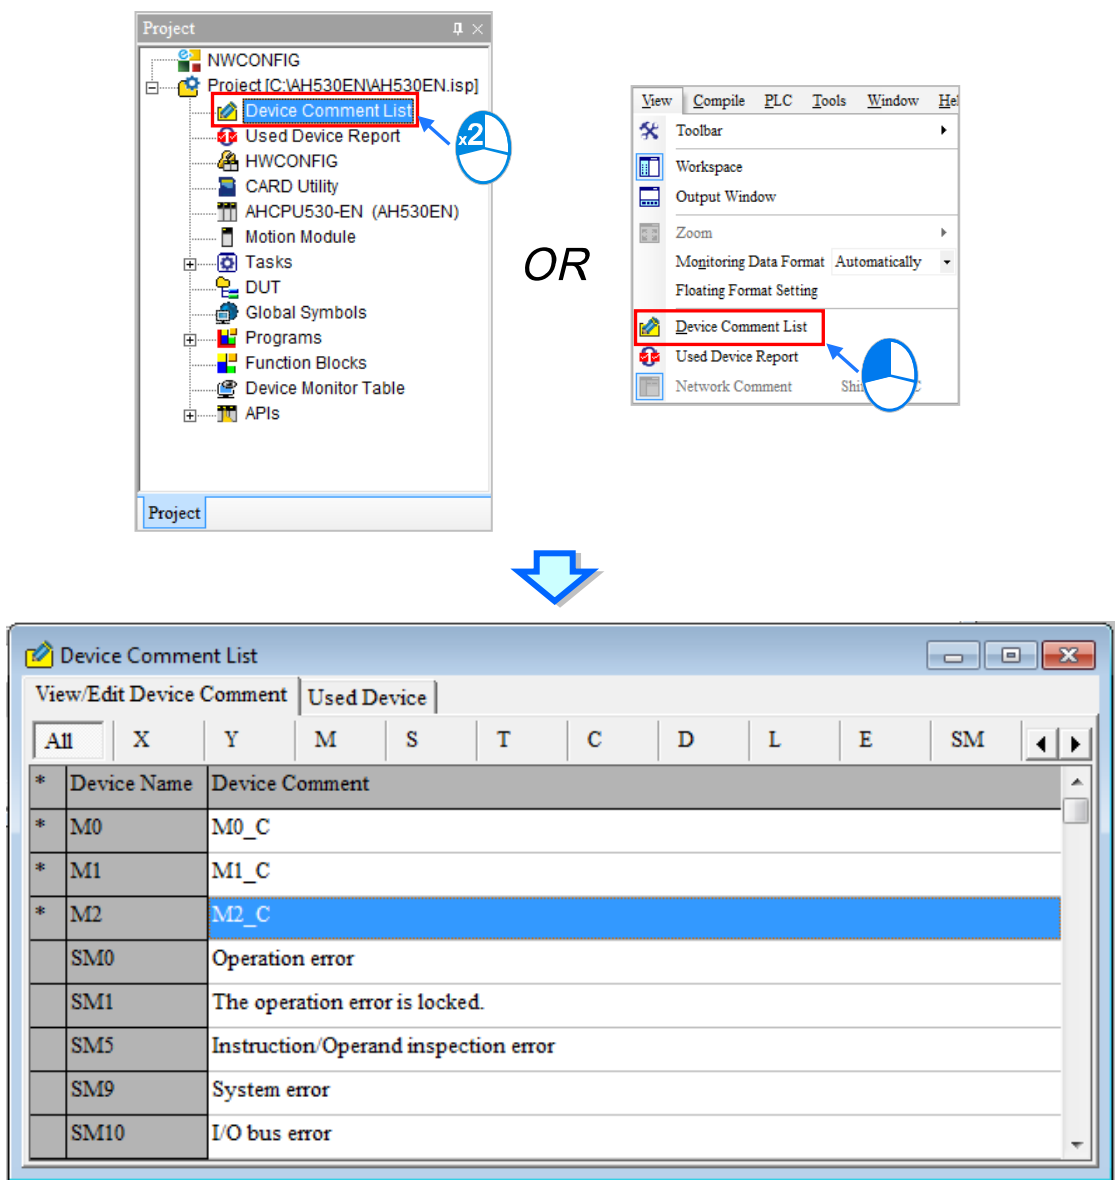 Project
NWCONFIG
Project [C:\AH530EN\AH530EN.isp]
Device Comment List
Used Device Report
HWCONFIG
CARD Utility
AHCPU530-EN (AH530EN)
Motion Module
Tasks
DUT
Global Symbols
Programs
Function Blocks
Device Monitor Table
APIs
Project
x2
OR
View Compile PLC Tools Window
Toolbar
Workspace
Output Window
Zoom
Monitoring Data Format Automatically
Floating Format Setting
Device Comment List
Used Device Report
Network Comment
Device Comment List
View/Edit Device Comment Used Device
All X Y M S T C D L E SM
* Device Name Device Comment
* M0 M0_C
* M1 M1_C
* M2 M2_C
SM0 Operation error
SM1 The operation error is locked.
SM5 Instruction/Operand inspection error
SM9 System error
SM10 I/O bus error